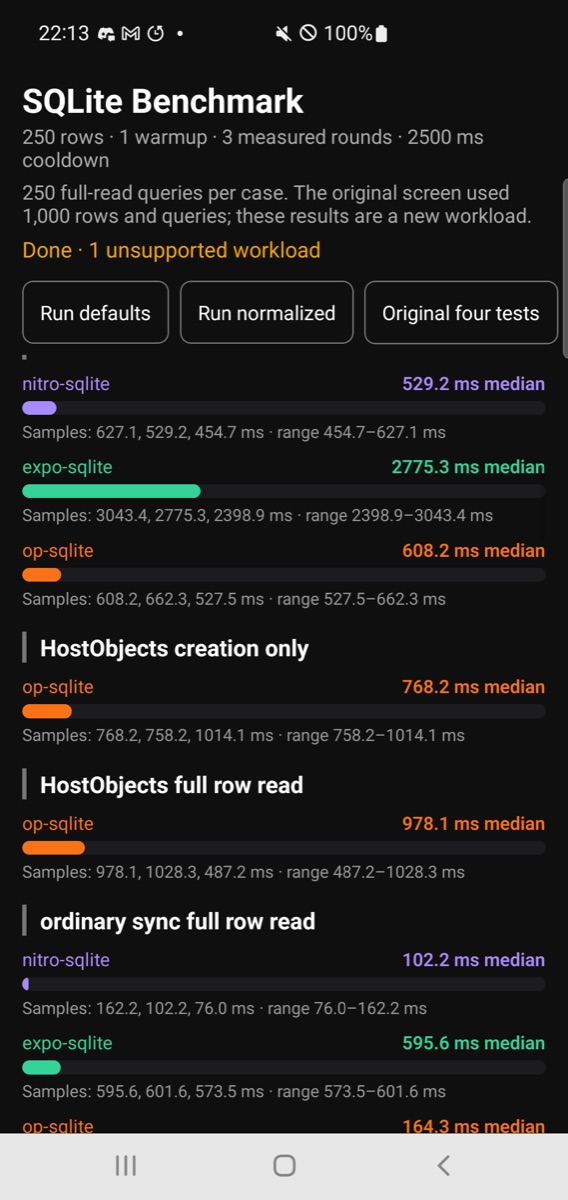 22:13
100%
SQLite Benchmark
250 rows · 1 warmup · 3 measured rounds · 2500 ms
cooldown
250 full-read queries per case. The original screen used
1,000 rows and queries; these results are a new workload.
Done · 1 unsupported workload
Run defaults
Run normalized
Original four tests
nitro-sqlite
529.2 ms median
Samples: 627.1, 529.2, 454.7 ms · range 454.7–627.1 ms
expo-sqlite
2775.3 ms median
Samples: 3043.4, 2775.3, 2398.9 ms · range 2398.9–3043.4 ms
op-sqlite
608.2 ms median
Samples: 608.2, 662.3, 527.5 ms · range 527.5–662.3 ms
HostObjects creation only
op-sqlite
768.2 ms median
Samples: 768.2, 758.2, 1014.1 ms · range 758.2–1014.1 ms
HostObjects full row read
op-sqlite
978.1 ms median
Samples: 978.1, 1028.3, 487.2 ms · range 487.2–1028.3 ms
ordinary sync full row read
nitro-sqlite
102.2 ms median
Samples: 162.2, 102.2, 76.0 ms · range 76.0–162.2 ms
expo-sqlite
595.6 ms median
Samples: 595.6, 601.6, 573.5 ms · range 573.5–601.6 ms
op-sqlite
164.3 ms median